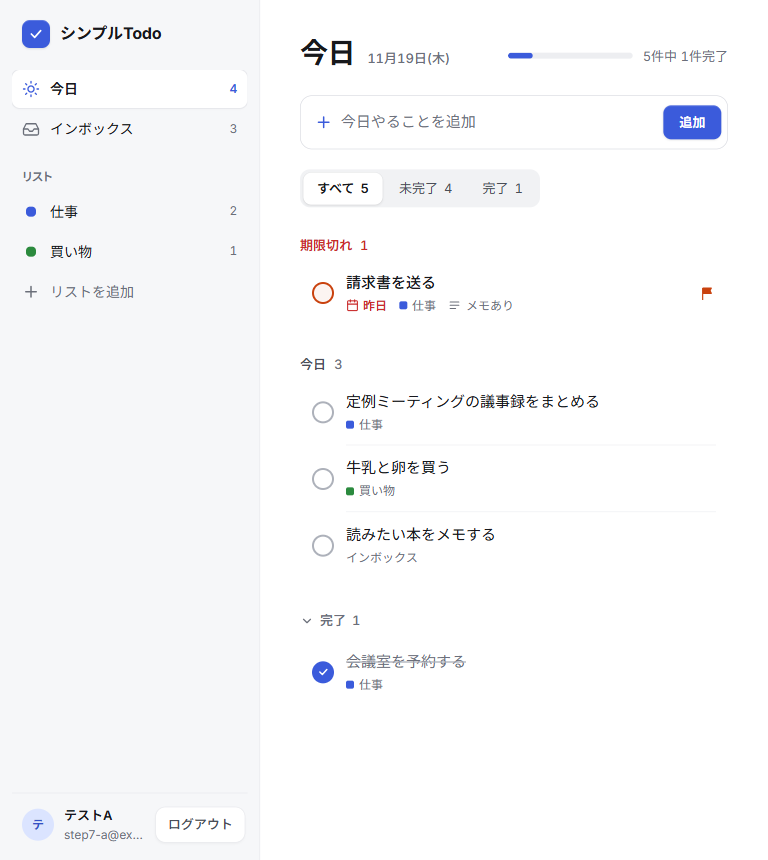 シンプルTodo
今日 4
インボックス 3
リスト
仕事 2
買い物 1
リストを追加
テ
テストA
step7-a@ex...
ログアウト
今日 11月19日(木) 5件中 1件完了
今日やることを追加 追加
すべて 5 未完了 4 完了 1
期限切れ 1
請求書を送る
昨日 仕事 メモあり
今日 3
定例ミーティングの議事録をまとめる
仕事
牛乳と卵を買う
買い物
読みたい本をメモする
インボックス
完了 1
会議室を予約する
仕事